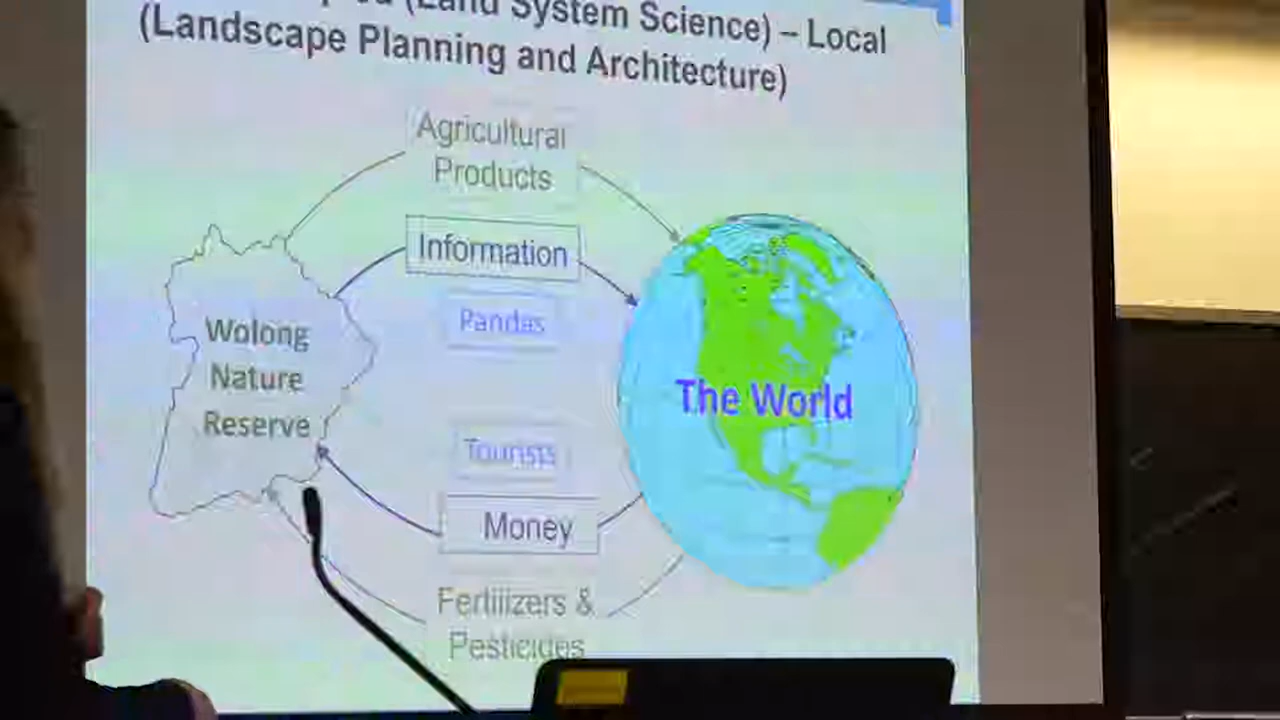 (Land System Science) – Local
(Landscape Planning and Architecture)
Agricultural
Products
Information
Pandas
Wolong
Nature
Reserve
The World
Tourists
Money
Fertilizers &
Pesticides